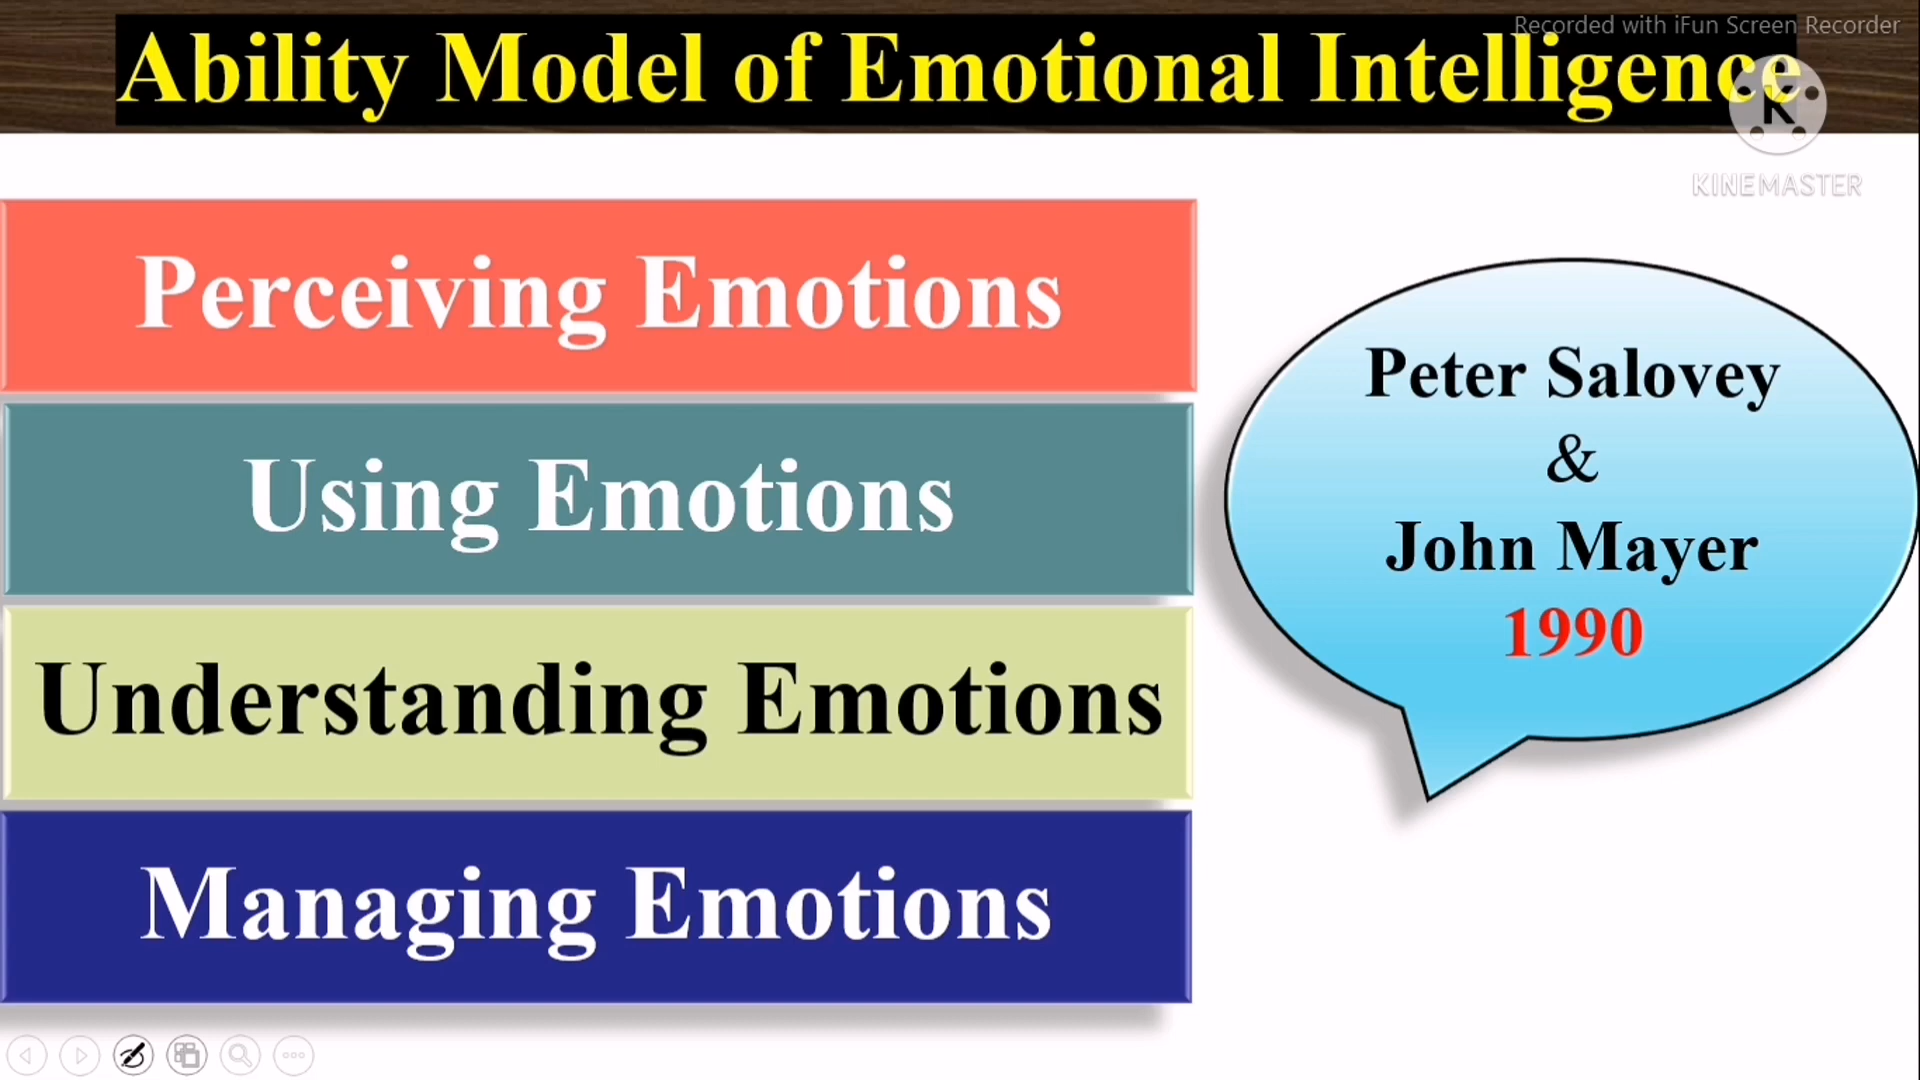 Recorded with iFun Screen Recorder
Ability Model of Emotional Intelligence
K
KINEMASTER
Perceiving Emotions
Using Emotions
Understanding Emotions
Managing Emotions
Peter Salovey
&
John Mayer
1990